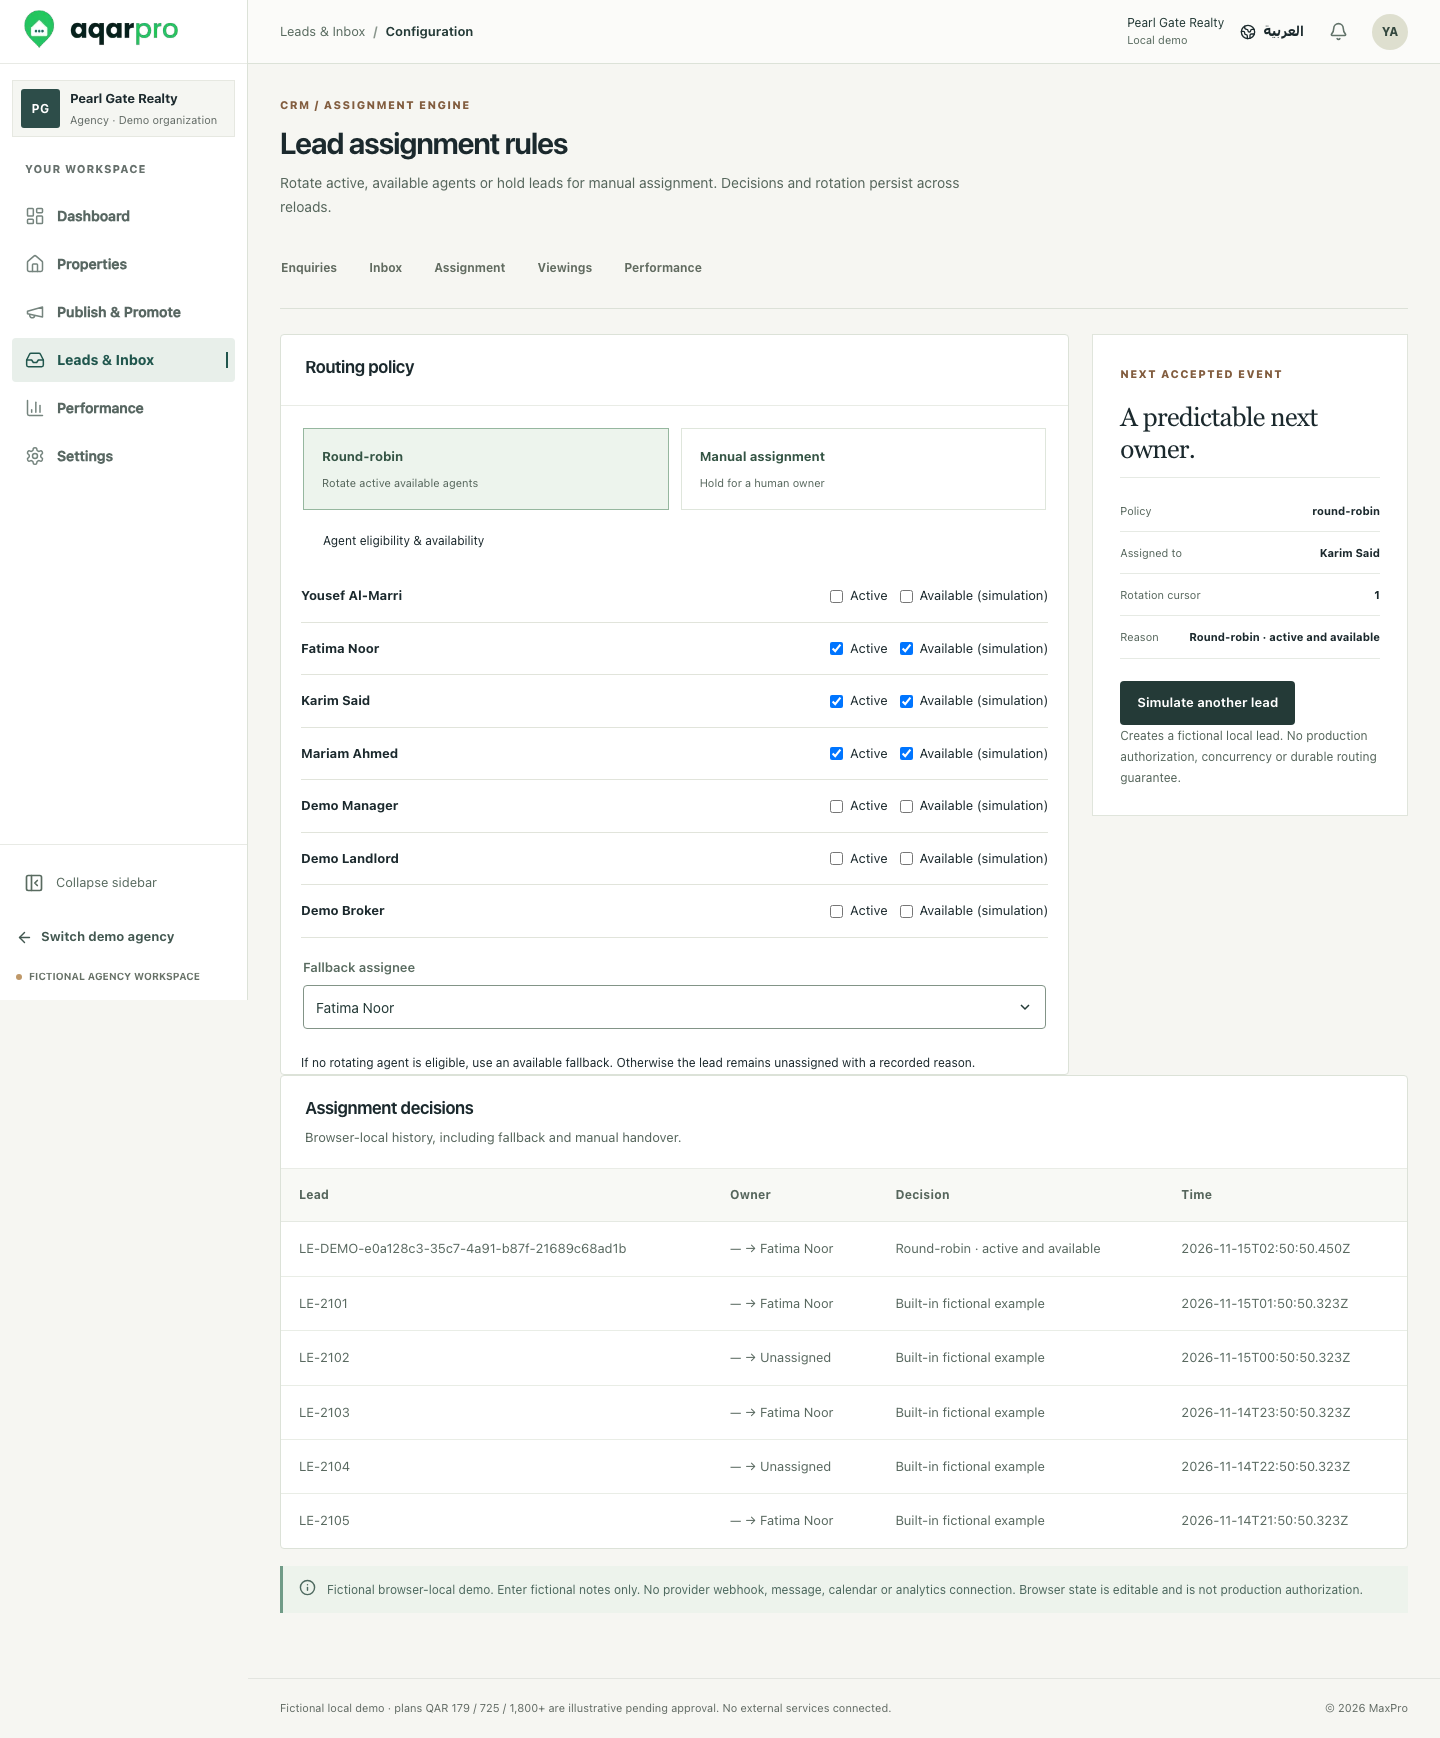 aqarpro
Leads & Inbox / Configuration
Pearl Gate Realty
Local demo
العربية
YA
PG
Pearl Gate Realty
Agency · Demo organization
YOUR WORKSPACE
Dashboard
Properties
Publish & Promote
Leads & Inbox
Performance
Settings
Collapse sidebar
Switch demo agency
FICTIONAL AGENCY WORKSPACE
CRM / ASSIGNMENT ENGINE
Lead assignment rules
Rotate active, available agents or hold leads for manual assignment. Decisions and rotation persist across
reloads.
Enquiries Inbox Assignment Viewings Performance
Routing policy
Round-robin
Rotate active available agents
Manual assignment
Hold for a human owner
Agent eligibility & availability
Yousef Al-Marri Active Available (simulation)
Fatima Noor Active Available (simulation)
Karim Said Active Available (simulation)
Mariam Ahmed Active Available (simulation)
Demo Manager Active Available (simulation)
Demo Landlord Active Available (simulation)
Demo Broker Active Available (simulation)
Fallback assignee
Fatima Noor
If no rotating agent is eligible, use an available fallback. Otherwise the lead remains unassigned with a recorded reason.
NEXT ACCEPTED EVENT
A predictable next
owner.
Policy round-robin
Assigned to Karim Said
Rotation cursor 1
Reason Round-robin · active and available
Simulate another lead
Creates a fictional local lead. No production
authorization, concurrency or durable routing
guarantee.
Assignment decisions
Browser-local history, including fallback and manual handover.
Lead Owner Decision Time
LE-DEMO-e0a128c3-35c7-4a91-b87f-21689c68ad1b — → Fatima Noor Round-robin · active and available 2026-11-15T02:50:50.450Z
LE-2101 — → Fatima Noor Built-in fictional example 2026-11-15T01:50:50.323Z
LE-2102 — → Unassigned Built-in fictional example 2026-11-15T00:50:50.323Z
LE-2103 — → Fatima Noor Built-in fictional example 2026-11-14T23:50:50.323Z
LE-2104 — → Unassigned Built-in fictional example 2026-11-14T22:50:50.323Z
LE-2105 — → Fatima Noor Built-in fictional example 2026-11-14T21:50:50.323Z
Fictional browser-local demo. Enter fictional notes only. No provider webhook, message, calendar or analytics connection. Browser state is editable and is not production authorization.
Fictional local demo · plans QAR 179 / 725 / 1,800+ are illustrative pending approval. No external services connected.
© 2026 MaxPro